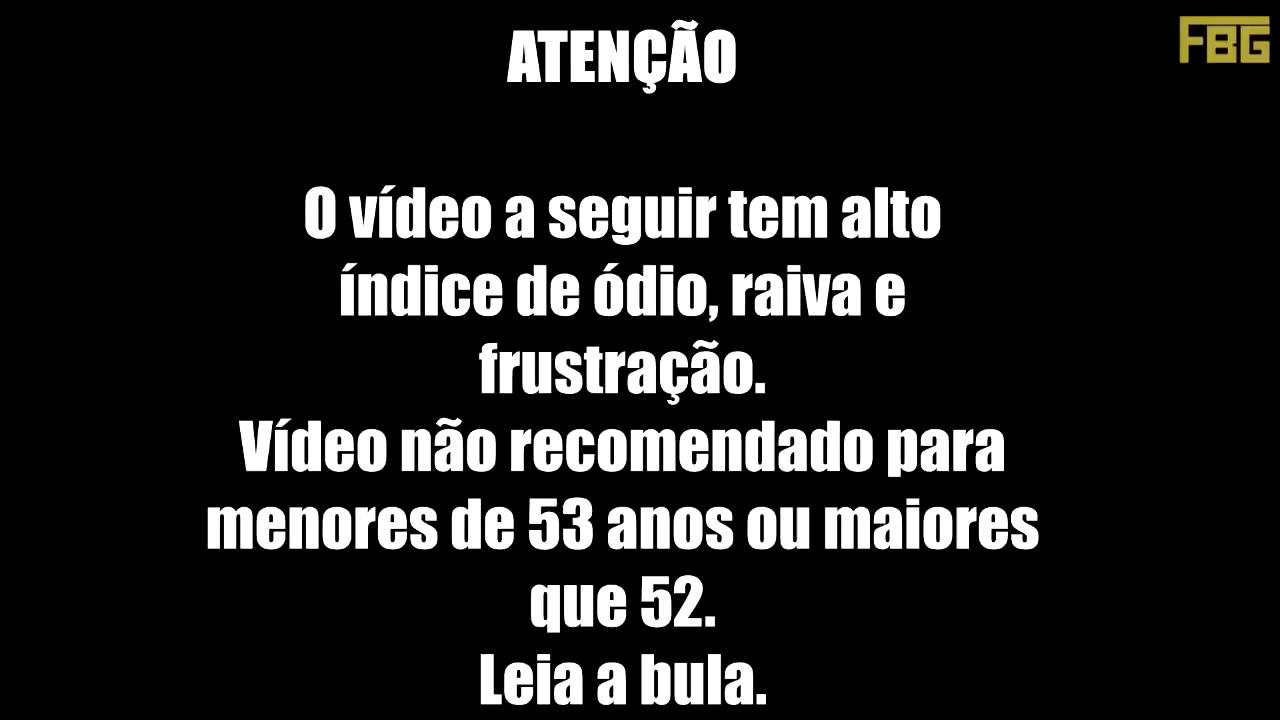 ATENÇÃO
FBG
O vídeo a seguir tem alto
índice de ódio, raiva e
frustração.
Vídeo não recomendado para
menores de 53 anos ou maiores
que 52.
Leia a bula.